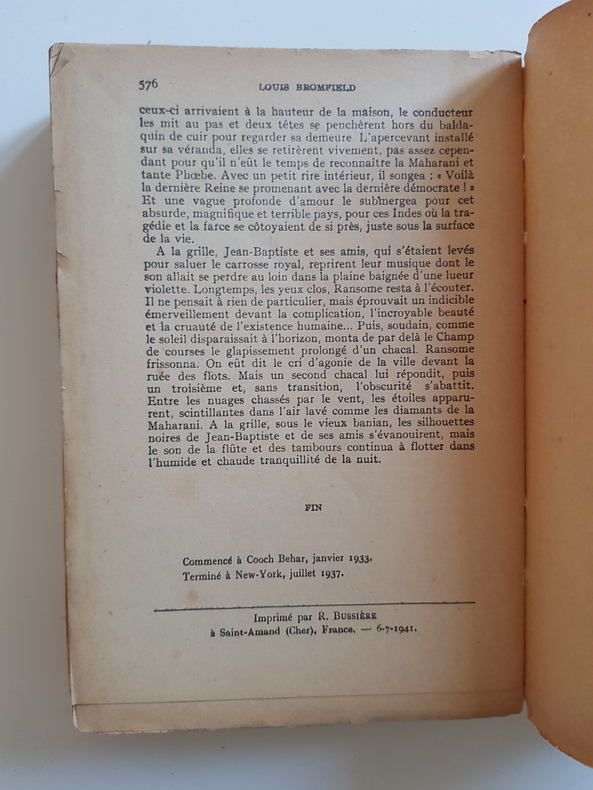 576
LOUIS BROMFIELD
ceux-ci arrivaient à la hauteur de la maison, le conducteur
les mit au pas et deux têtes se penchèrent hors du balda-
quin de cuir pour regarder sa demeure. L'apercevant installé
sur sa véranda, elles se retirèrent vivement, pas assez cepen-
dant pour qu'il n'eût le temps de reconnaître la Maharani et
tante Phœbe. Avec un petit rire intérieur, il songea : « Voilà
la dernière Reine se promenant avec la dernière démocrate ! »
Et une vague profonde d'amour le submergea pour cet
absurde, magnifique et terrible pays, pour ces Indes où la tra-
gédie et la farce se côtoyaient de si près, juste sous la surface
de la vie.
A la grille, Jean-Baptiste et ses amis, qui s'étaient levés
pour saluer le carrosse royal, reprirent leur musique dont le
son allait se perdre au loin dans la plaine baignée d'une lueur
violette. Longtemps, les yeux clos, Ransome resta à l'écouter.
Il ne pensait à rien de particulier, mais éprouvait un indicible
émerveillement devant la complication, l'incroyable beauté
et la cruauté de l'existence humaine... Puis, soudain, comme
le soleil disparaissait à l'horizon, monta de par delà le Champ
de courses le glapissement prolongé d'un chacal. Ransome
frissonna. On eût dit le cri d'agonie de la ville devant la
ruée des flots. Mais un second chacal lui répondit, puis
un troisième et, sans transition, l'obscurité s'abattit.
Entre les nuages chassés par le vent, les étoiles apparu-
rent, scintillantes dans l'air lavé comme les diamants de la
Maharani. A la grille, sous le vieux banian, les silhouettes
noires de Jean-Baptiste et de ses amis s'évanouirent, mais
le son de la flûte et des tambours continua à flotter dans
l'humide et chaude tranquillité de la nuit.
FIN
Commencé à Cooch Behar, janvier 1933.
Terminé à New-York, juillet 1937.
Imprimé par R. BUSSIÈRE
à Saint-Amand (Cher), France. — 6-7-1941.